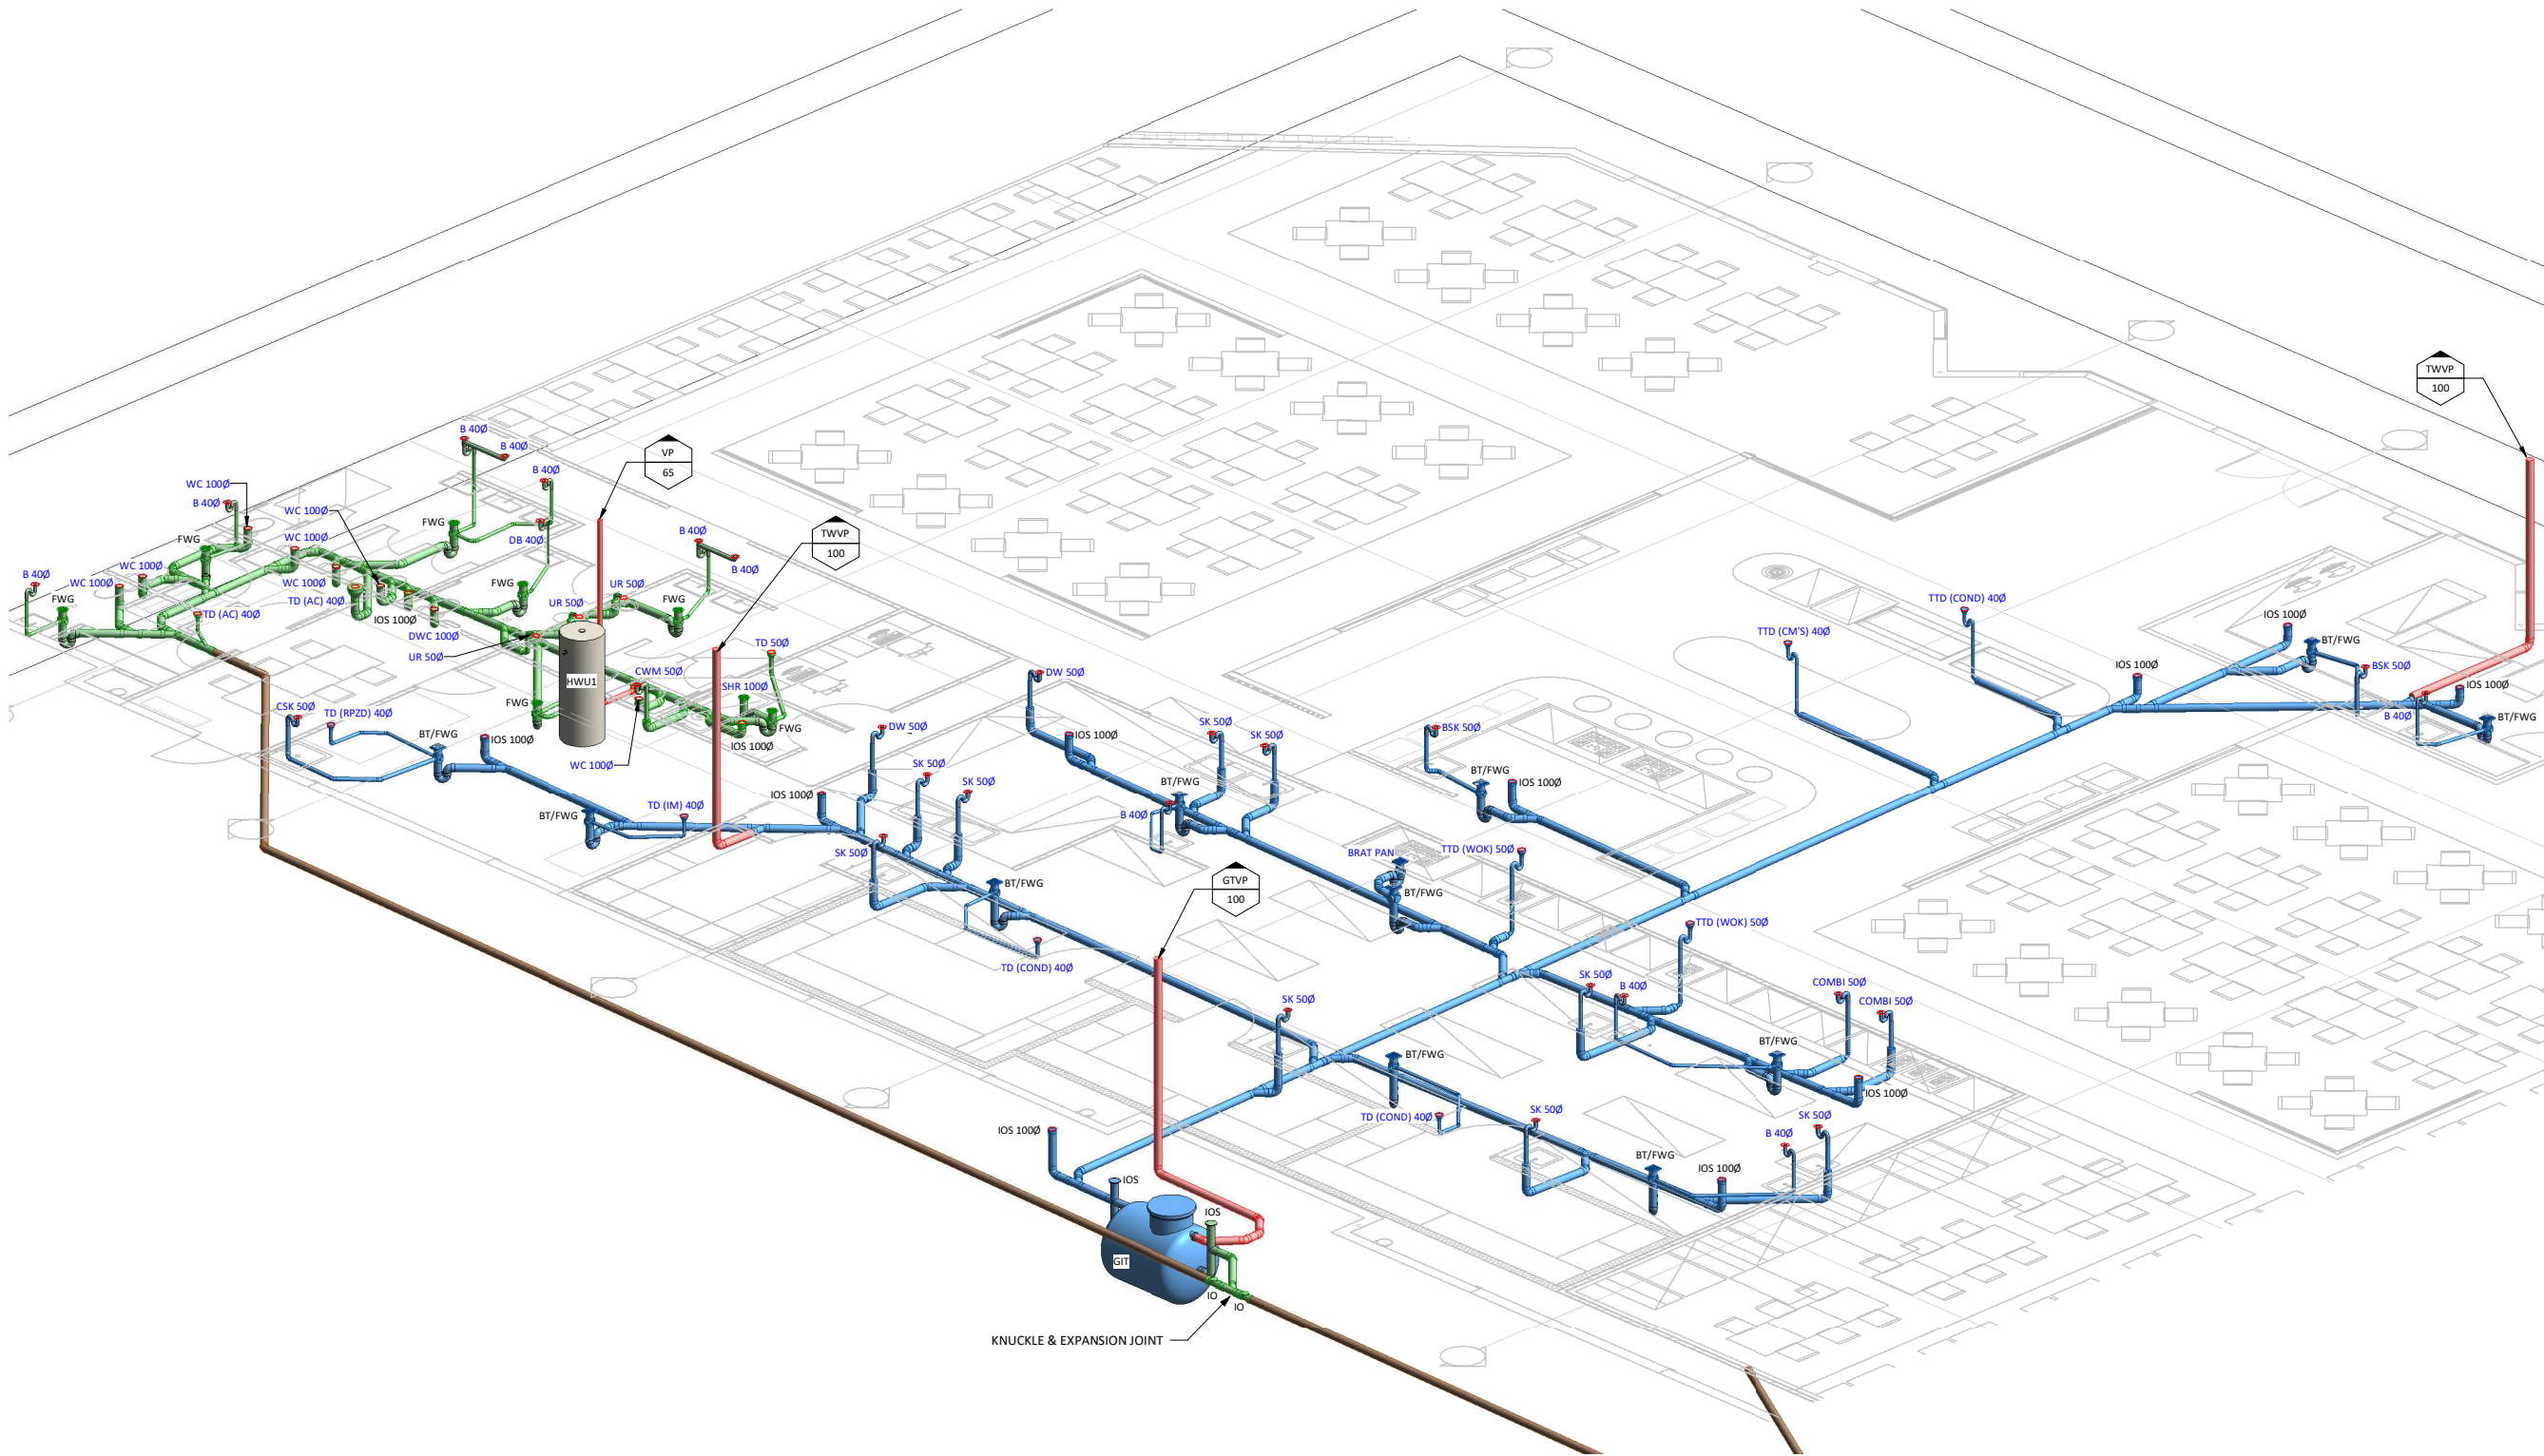 TWVP
100
B 40Ø
B 40Ø
VP
65
B 40Ø
WC 100Ø
B 40Ø
WC 100Ø
FWG
TWVP
100
B 40Ø
WC 100Ø
FWG
DB 40Ø
B 40Ø
WC 100Ø
B 40Ø
WC 100Ø
WC 100Ø
FWG
UR 50Ø
FWG
TD (AC) 40Ø
UR 50Ø
FWG
TD (AC) 40Ø
IOS 100Ø
DWC 100Ø
UR 50Ø
TD 50Ø
HWU1
CWM 50Ø
SHR 100Ø
FWG
FWG
IOS 100Ø
WC 100Ø
TTD (COND) 40Ø
TTD (CM'S) 40Ø
IOS 100Ø
BT/FWG
IOS 100Ø
BSK 50Ø
IOS 100Ø
B 40Ø
BT/FWG
CSK 50Ø
TD (RPZD) 40Ø
BT/FWG
IOS 100Ø
DW 50Ø
DW 50Ø
IOS 100Ø
SK 50Ø
SK 50Ø
BSK 50Ø
SK 50Ø
SK 50Ø
BT/FWG
BT/FWG
IOS 100Ø
IOS 100Ø
TD (IM) 40Ø
BT/FWG
B 40Ø
SK 50Ø
BRAT PAN
TTD (WOK) 50Ø
BT/FWG
GTVP
100
BT/FWG
TTD (WOK) 50Ø
TD (COND) 40Ø
SK 50Ø
B 40Ø
COMBI 50Ø
COMBI 50Ø
SK 50Ø
BT/FWG
BT/FWG
IOS 100Ø
TD (COND) 40Ø
SK 50Ø
SK 50Ø
IOS 100Ø
B 40Ø
BT/FWG
IOS 100Ø
IOS
IOS
GIT
IO
IO
KNUCKLE & EXPANSION JOINT